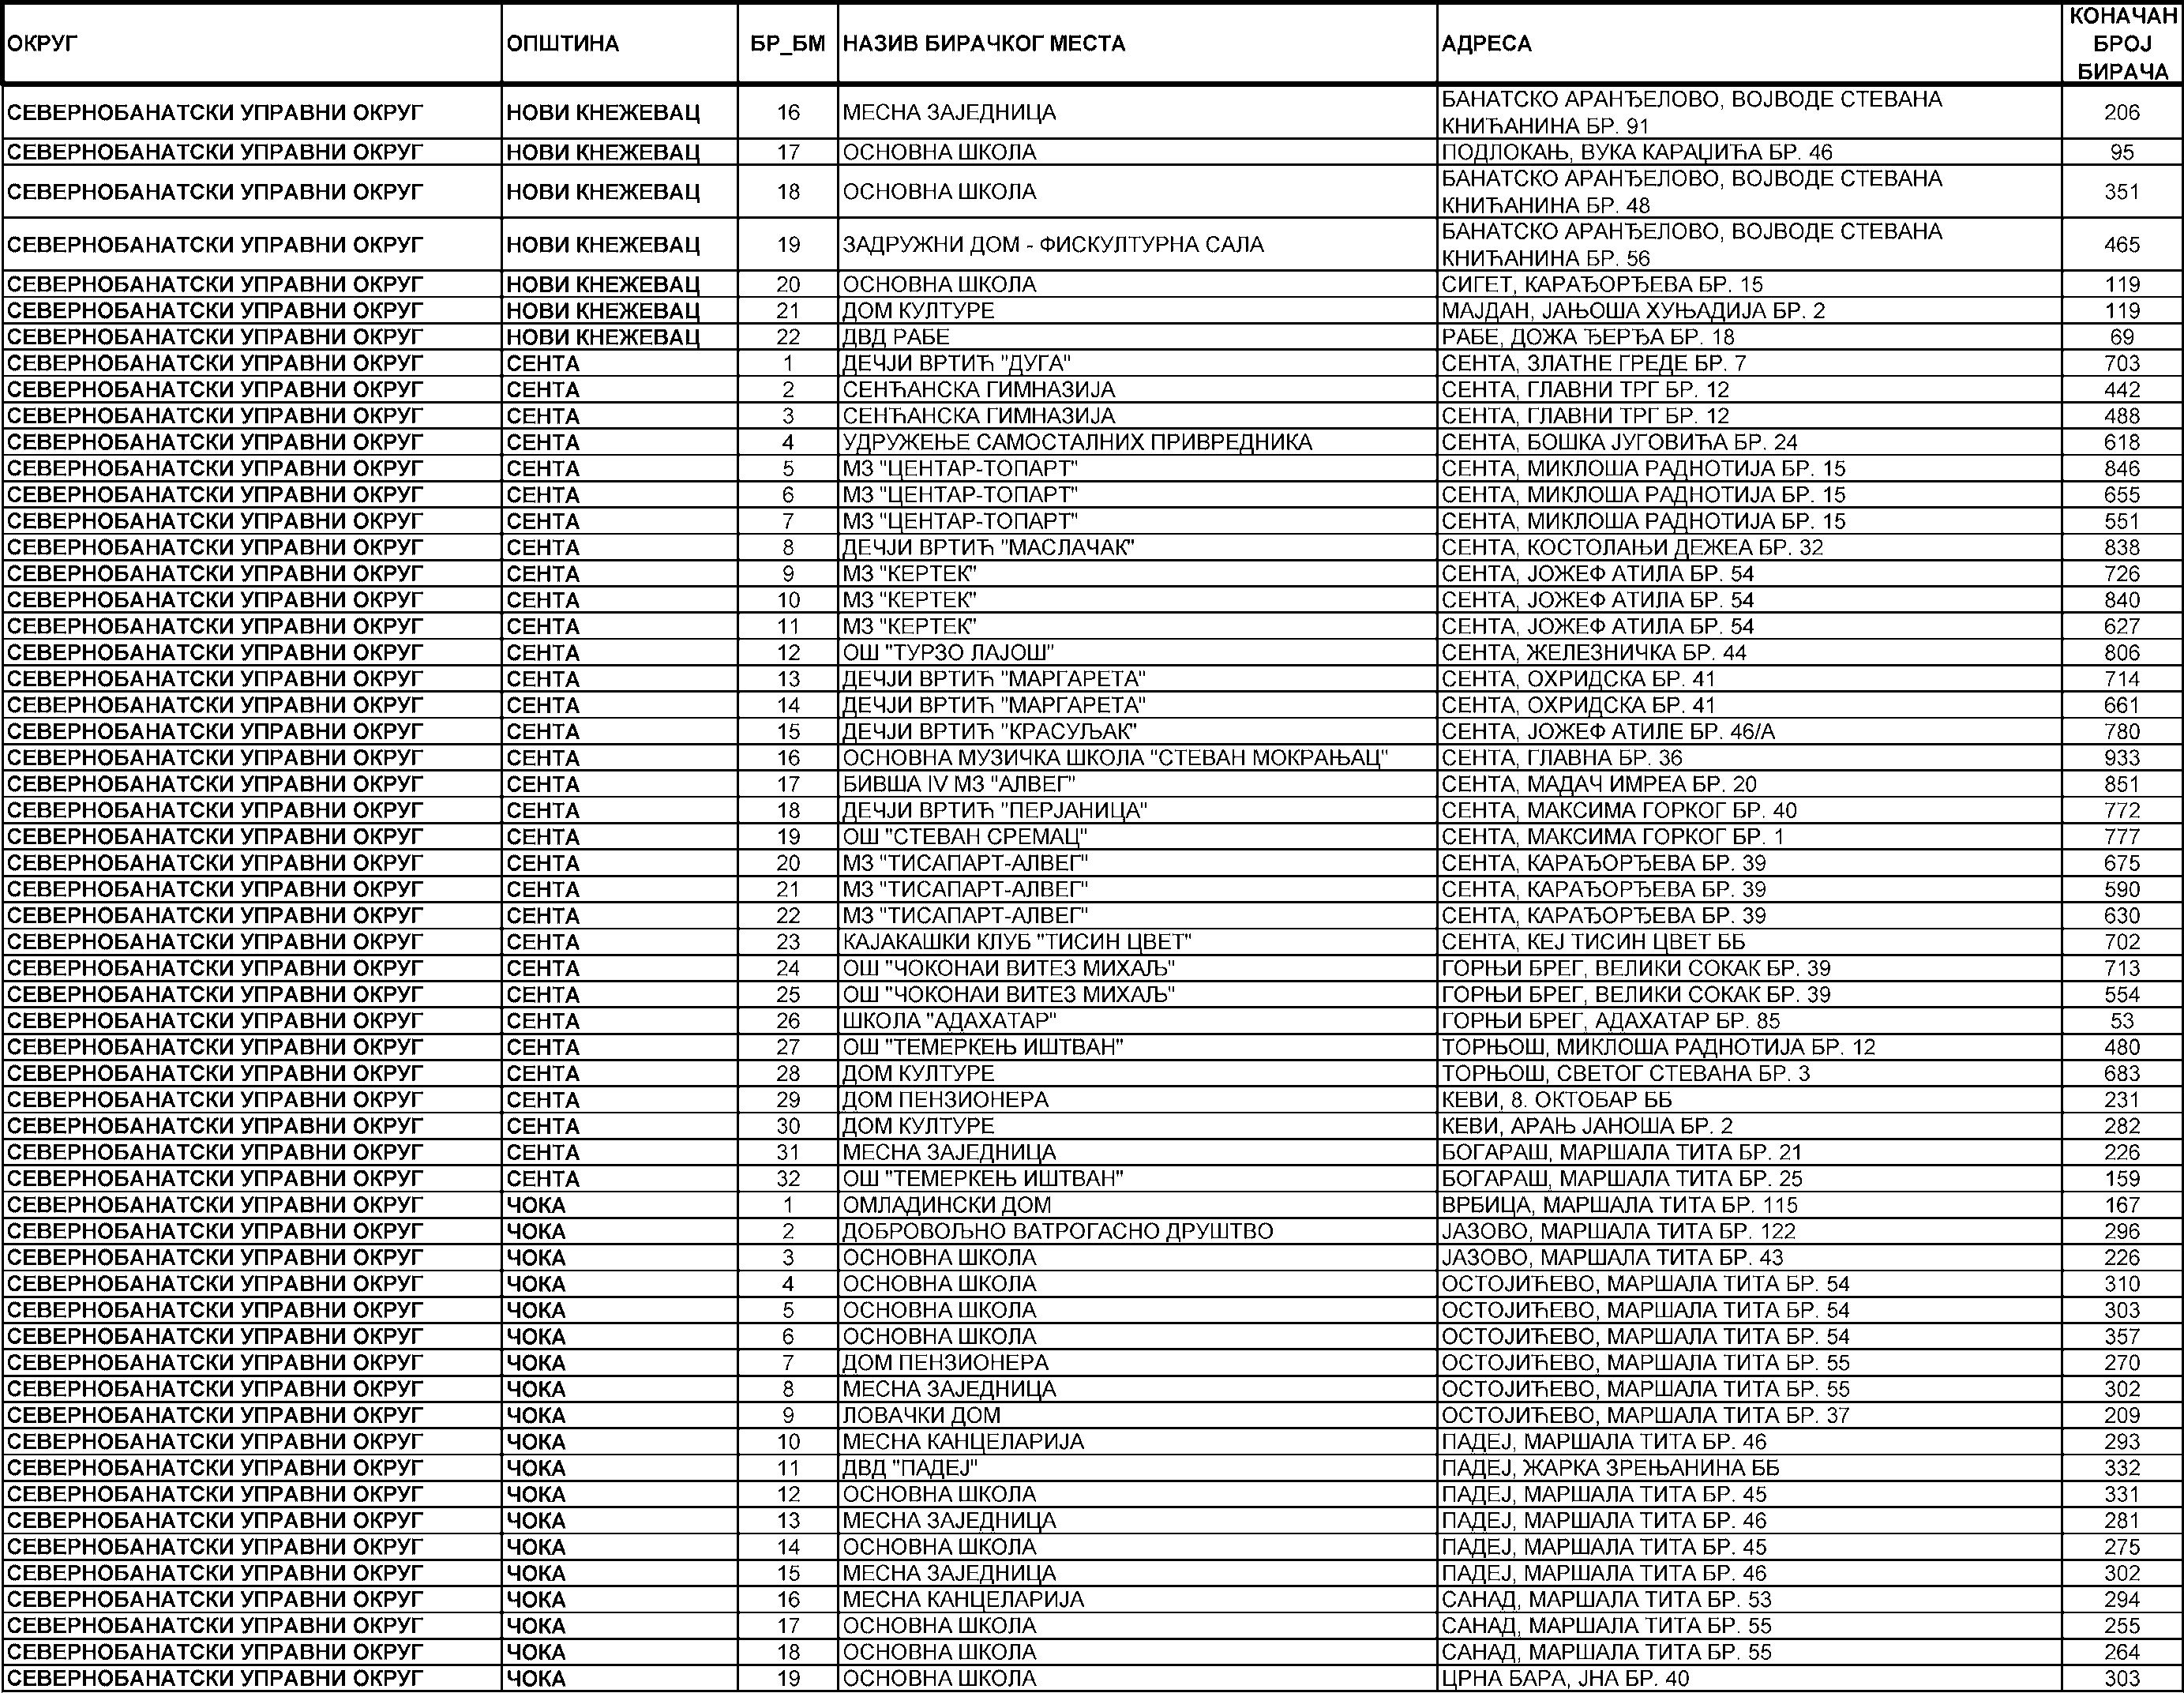 ОКРУГ ОПШТИНА БР_БМ НАЗИВ БИРАЧКОГ МЕСТА АДРЕСА КОНАЧАН БРОЈ БИРАЧА
СЕВЕРНОБАНАТСКИ УПРАВНИ ОКРУГ НОВИ КНЕЖЕВАЦ 16 МЕСНА ЗАЈЕДНИЦА БАНАТСКО АРАНЂЕЛОВО, ВОЈВОДЕ СТЕВАНА
КНИЋАНИНА БР. 91 206
СЕВЕРНОБАНАТСКИ УПРАВНИ ОКРУГ НОВИ КНЕЖЕВАЦ 17 ОСНОВНА ШКОЛА ПОДЛОКАЊ, ВУКА КАРАЏИЋА БР. 46 95
СЕВЕРНОБАНАТСКИ УПРАВНИ ОКРУГ НОВИ КНЕЖЕВАЦ 18 ОСНОВНА ШКОЛА БАНАТСКО АРАНЂЕЛОВО, ВОЈВОДЕ СТЕВАНА
КНИЋАНИНА БР. 48 351
СЕВЕРНОБАНАТСКИ УПРАВНИ ОКРУГ НОВИ КНЕЖЕВАЦ 19 ЗАДРУЖНИ ДОМ - ФИСКУЛТУРНА САЛА БАНАТСКО АРАНЂЕЛОВО, ВОЈВОДЕ СТЕВАНА
КНИЋАНИНА БР. 56 465
СЕВЕРНОБАНАТСКИ УПРАВНИ ОКРУГ НОВИ КНЕЖЕВАЦ 20 ОСНОВНА ШКОЛА СИГЕТ, КАРАЂОРЂЕВА БР. 15 119
СЕВЕРНОБАНАТСКИ УПРАВНИ ОКРУГ НОВИ КНЕЖЕВАЦ 21 ДОМ КУЛТУРЕ МАЈДАН, ЈАЊОША ХУЊАДИЈА БР. 2 119
СЕВЕРНОБАНАТСКИ УПРАВНИ ОКРУГ НОВИ КНЕЖЕВАЦ 22 ДВД РАБЕ РАБЕ, ДОЖА ЂЕРЂА БР. 18 69
СЕВЕРНОБАНАТСКИ УПРАВНИ ОКРУГ СЕНТА 1 ДЕЧЈИ ВРТИЋ "ДУГА" СЕНТА, ЗЛАТНЕ ГРЕДЕ БР. 7 703
СЕВЕРНОБАНАТСКИ УПРАВНИ ОКРУГ СЕНТА 2 СЕНЋАНСКА ГИМНАЗИЈА СЕНТА, ГЛАВНИ ТРГ БР. 12 442
СЕВЕРНОБАНАТСКИ УПРАВНИ ОКРУГ СЕНТА 3 СЕНЋАНСКА ГИМНАЗИЈА СЕНТА, ГЛАВНИ ТРГ БР. 12 488
СЕВЕРНОБАНАТСКИ УПРАВНИ ОКРУГ СЕНТА 4 УДРУЖЕЊЕ САМОСТАЛНИХ ПРИВРЕДНИКА СЕНТА, БОШКА ЈУГОВИЋА БР. 24 618
СЕВЕРНОБАНАТСКИ УПРАВНИ ОКРУГ СЕНТА 5 МЗ "ЦЕНТАР-ТОПАРТ" СЕНТА, МИКЛОША РАДНОТИЈА БР. 15 846
СЕВЕРНОБАНАТСКИ УПРАВНИ ОКРУГ СЕНТА 6 МЗ "ЦЕНТАР-ТОПАРТ" СЕНТА, МИКЛОША РАДНОТИЈА БР. 15 655
СЕВЕРНОБАНАТСКИ УПРАВНИ ОКРУГ СЕНТА 7 МЗ "ЦЕНТАР-ТОПАРТ" СЕНТА, МИКЛОША РАДНОТИЈА БР. 15 551
СЕВЕРНОБАНАТСКИ УПРАВНИ ОКРУГ СЕНТА 8 ДЕЧЈИ ВРТИЋ "МАСЛАЧАК" СЕНТА, КОСТОЛАЊИ ДЕЖЕА БР. 32 838
СЕВЕРНОБАНАТСКИ УПРАВНИ ОКРУГ СЕНТА 9 МЗ "КЕРТЕК" СЕНТА, ЈОЖЕФ АТИЛА БР. 54 726
СЕВЕРНОБАНАТСКИ УПРАВНИ ОКРУГ СЕНТА 10 МЗ "КЕРТЕК" СЕНТА, ЈОЖЕФ АТИЛА БР. 54 840
СЕВЕРНОБАНАТСКИ УПРАВНИ ОКРУГ СЕНТА 11 МЗ "КЕРТЕК" СЕНТА, ЈОЖЕФ АТИЛА БР. 54 627
СЕВЕРНОБАНАТСКИ УПРАВНИ ОКРУГ СЕНТА 12 ОШ "ТУРЗО ЛАЈОШ" СЕНТА, ЖЕЛЕЗНИЧКА БР. 44 806
СЕВЕРНОБАНАТСКИ УПРАВНИ ОКРУГ СЕНТА 13 ДЕЧЈИ ВРТИЋ "МАРГАРЕТА" СЕНТА, ОХРИДСКА БР. 41 714
СЕВЕРНОБАНАТСКИ УПРАВНИ ОКРУГ СЕНТА 14 ДЕЧЈИ ВРТИЋ "МАРГАРЕТА" СЕНТА, ОХРИДСКА БР. 41 661
СЕВЕРНОБАНАТСКИ УПРАВНИ ОКРУГ СЕНТА 15 ДЕЧЈИ ВРТИЋ "КРАСУЉАК" СЕНТА, ЈОЖЕФ АТИЛЕ БР. 46/А 780
СЕВЕРНОБАНАТСКИ УПРАВНИ ОКРУГ СЕНТА 16 ОСНОВНА МУЗИЧКА ШКОЛА "СТЕВАН МОКРАЊАЦ" СЕНТА, ГЛАВНА БР. 36 933
СЕВЕРНОБАНАТСКИ УПРАВНИ ОКРУГ СЕНТА 17 БИВША IV МЗ "АЛВЕГ" СЕНТА, МАДАЧ ИМРЕА БР. 20 851
СЕВЕРНОБАНАТСКИ УПРАВНИ ОКРУГ СЕНТА 18 ДЕЧЈИ ВРТИЋ "ПЕРЈАНИЦА" СЕНТА, МАКСИМА ГОРКОГ БР. 40 772
СЕВЕРНОБАНАТСКИ УПРАВНИ ОКРУГ СЕНТА 19 ОШ "СТЕВАН СРЕМАЦ" СЕНТА, МАКСИМА ГОРКОГ БР. 1 777
СЕВЕРНОБАНАТСКИ УПРАВНИ ОКРУГ СЕНТА 20 МЗ "ТИСАПАРТ-АЛВЕГ" СЕНТА, КАРАЂОРЂЕВА БР. 39 675
СЕВЕРНОБАНАТСКИ УПРАВНИ ОКРУГ СЕНТА 21 МЗ "ТИСАПАРТ-АЛВЕГ" СЕНТА, КАРАЂОРЂЕВА БР. 39 590
СЕВЕРНОБАНАТСКИ УПРАВНИ ОКРУГ СЕНТА 22 МЗ "ТИСАПАРТ-АЛВЕГ" СЕНТА, КАРАЂОРЂЕВА БР. 39 630
СЕВЕРНОБАНАТСКИ УПРАВНИ ОКРУГ СЕНТА 23 КАЈАКАШКИ КЛУБ "ТИСИН ЦВЕТ" СЕНТА, КЕЈ ТИСИН ЦВЕТ ББ 702
СЕВЕРНОБАНАТСКИ УПРАВНИ ОКРУГ СЕНТА 24 ОШ "ЧОКОНАИ ВИТЕЗ МИХАЉ" ГОРЊИ БРЕГ, ВЕЛИКИ СОКАК БР. 39 713
СЕВЕРНОБАНАТСКИ УПРАВНИ ОКРУГ СЕНТА 25 ОШ "ЧОКОНАИ ВИТЕЗ МИХАЉ" ГОРЊИ БРЕГ, ВЕЛИКИ СОКАК БР. 39 554
СЕВЕРНОБАНАТСКИ УПРАВНИ ОКРУГ СЕНТА 26 ШКОЛА "АДАХАТАР" ГОРЊИ БРЕГ, АДАХАТАР БР. 85 53
СЕВЕРНОБАНАТСКИ УПРАВНИ ОКРУГ СЕНТА 27 ОШ "ТЕМЕРКЕЊ ИШТВАН" ТОРЊОШ, МИКЛОША РАДНОТИЈА БР. 12 480
СЕВЕРНОБАНАТСКИ УПРАВНИ ОКРУГ СЕНТА 28 ДОМ КУЛТУРЕ ТОРЊОШ, СВЕТОГ СТЕВАНА БР. 3 683
СЕВЕРНОБАНАТСКИ УПРАВНИ ОКРУГ СЕНТА 29 ДОМ ПЕНЗИОНЕРА КЕВИ, 8. ОКТОБАР ББ 231
СЕВЕРНОБАНАТСКИ УПРАВНИ ОКРУГ СЕНТА 30 ДОМ КУЛТУРЕ КЕВИ, АРАЊ ЈАНОША БР. 2 282
СЕВЕРНОБАНАТСКИ УПРАВНИ ОКРУГ СЕНТА 31 МЕСНА ЗАЈЕДНИЦА БОГАРАШ, МАРШАЛА ТИТА БР. 21 226
СЕВЕРНОБАНАТСКИ УПРАВНИ ОКРУГ СЕНТА 32 ОШ "ТЕМЕРКЕЊ ИШТВАН" БОГАРАШ, МАРШАЛА ТИТА БР. 25 159
СЕВЕРНОБАНАТСКИ УПРАВНИ ОКРУГ ЧОКА 1 ОМЛАДИНСКИ ДОМ ВРБИЦА, МАРШАЛА ТИТА БР. 115 167
СЕВЕРНОБАНАТСКИ УПРАВНИ ОКРУГ ЧОКА 2 ДОБРОВОЉНО ВАТРОГАСНО ДРУШТВО ЈАЗОВО, МАРШАЛА ТИТА БР. 122 296
СЕВЕРНОБАНАТСКИ УПРАВНИ ОКРУГ ЧОКА 3 ОСНОВНА ШКОЛА ЈАЗОВО, МАРШАЛА ТИТА БР. 43 226
СЕВЕРНОБАНАТСКИ УПРАВНИ ОКРУГ ЧОКА 4 ОСНОВНА ШКОЛА ОСТОЈИЋЕВО, МАРШАЛА ТИТА БР. 54 310
СЕВЕРНОБАНАТСКИ УПРАВНИ ОКРУГ ЧОКА 5 ОСНОВНА ШКОЛА ОСТОЈИЋЕВО, МАРШАЛА ТИТА БР. 54 303
СЕВЕРНОБАНАТСКИ УПРАВНИ ОКРУГ ЧОКА 6 ОСНОВНА ШКОЛА ОСТОЈИЋЕВО, МАРШАЛА ТИТА БР. 54 357
СЕВЕРНОБАНАТСКИ УПРАВНИ ОКРУГ ЧОКА 7 ДОМ ПЕНЗИОНЕРА ОСТОЈИЋЕВО, МАРШАЛА ТИТА БР. 55 270
СЕВЕРНОБАНАТСКИ УПРАВНИ ОКРУГ ЧОКА 8 МЕСНА ЗАЈЕДНИЦА ОСТОЈИЋЕВО, МАРШАЛА ТИТА БР. 55 302
СЕВЕРНОБАНАТСКИ УПРАВНИ ОКРУГ ЧОКА 9 ЛОВАЧКИ ДОМ ОСТОЈИЋЕВО, МАРШАЛА ТИТА БР. 37 209
СЕВЕРНОБАНАТСКИ УПРАВНИ ОКРУГ ЧОКА 10 МЕСНА КАНЦЕЛАРИЈА ПАДЕЈ, МАРШАЛА ТИТА БР. 46 293
СЕВЕРНОБАНАТСКИ УПРАВНИ ОКРУГ ЧОКА 11 ДВД "ПАДЕЈ" ПАДЕЈ, ЖАРКА ЗРЕЊАНИНА ББ 332
СЕВЕРНОБАНАТСКИ УПРАВНИ ОКРУГ ЧОКА 12 ОСНОВНА ШКОЛА ПАДЕЈ, МАРШАЛА ТИТА БР. 45 331
СЕВЕРНОБАНАТСКИ УПРАВНИ ОКРУГ ЧОКА 13 МЕСНА ЗАЈЕДНИЦА ПАДЕЈ, МАРШАЛА ТИТА БР. 46 281
СЕВЕРНОБАНАТСКИ УПРАВНИ ОКРУГ ЧОКА 14 ОСНОВНА ШКОЛА ПАДЕЈ, МАРШАЛА ТИТА БР. 45 275
СЕВЕРНОБАНАТСКИ УПРАВНИ ОКРУГ ЧОКА 15 МЕСНА ЗАЈЕДНИЦА ПАДЕЈ, МАРШАЛА ТИТА БР. 46 302
СЕВЕРНОБАНАТСКИ УПРАВНИ ОКРУГ ЧОКА 16 МЕСНА КАНЦЕЛАРИЈА САНАД, МАРШАЛА ТИТА БР. 53 294
СЕВЕРНОБАНАТСКИ УПРАВНИ ОКРУГ ЧОКА 17 ОСНОВНА ШКОЛА САНАД, МАРШАЛА ТИТА БР. 55 255
СЕВЕРНОБАНАТСКИ УПРАВНИ ОКРУГ ЧОКА 18 ОСНОВНА ШКОЛА САНАД, МАРШАЛА ТИТА БР. 55 264
СЕВЕРНОБАНАТСКИ УПРАВНИ ОКРУГ ЧОКА 19 ОСНОВНА ШКОЛА ЦРНА БАРА, ЈНА БР. 40 303